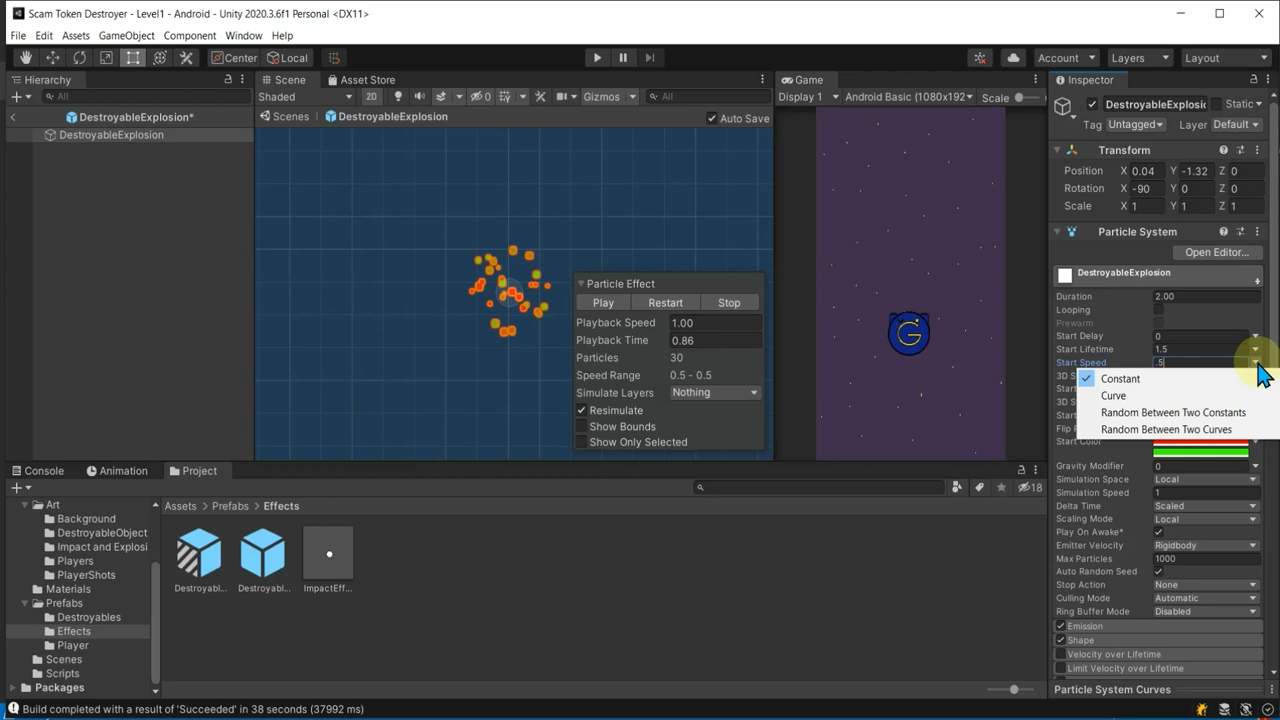 Scam Token Destroyer - Level1 - Android - Unity 2020.3.6f1 Personal <DX11>
File Edit Assets GameObject Component Window Help
Center Local Account Layers Layout
Hierarchy Scene Asset Store Game Inspector
All Shaded 2D 0 Gizmos All Display 1 Android Basic (1080x192 Scale DestroyableExplosi Static
DestroyableExplosion* Scenes DestroyableExplosion Auto Save Tag Untagged Layer Default
DestroyableExplosion
Transform
Position X 0.04 Y -1.32 Z 0
Rotation X -90 Y 0 Z 0
Scale X 1 Y 1 Z 1
Particle System
Open Editor...
DestroyableExplosion
Duration 2.00
Looping
Prewarm
Start Delay 0
Start Lifetime 1.5
Start Speed .5
Constant
Curve
Random Between Two Constants
Random Between Two Curves
3D S
Start
3D S
Start
Flip R
Start Color
Gravity Modifier 0
Simulation Space Local
Simulation Speed 1
Delta Time Scaled
Scaling Mode Local
Play On Awake*
Emitter Velocity Rigidbody
Max Particles 1000
Auto Random Seed
Stop Action None
Culling Mode Automatic
Ring Buffer Mode Disabled
Emission
Shape
Velocity over Lifetime
Limit Velocity over Lifetime
Particle System Curves
Particle Effect
Play Restart Stop
Playback Speed 1.00
Playback Time 0.86
Particles 30
Speed Range 0.5 - 0.5
Simulate Layers Nothing
Resimulate
Show Bounds
Show Only Selected
G
Console Animation Project
18
Art
Background
DestroyableObject
Impact and Explosi
Players
PlayerShots
Materials
Prefabs
Destroyables
Effects
Player
Scenes
Scripts
Packages
Assets Prefabs Effects
Destroyabl... Destroyabl... ImpactEff...
Build completed with a result of 'Succeeded' in 38 seconds (37992 ms)